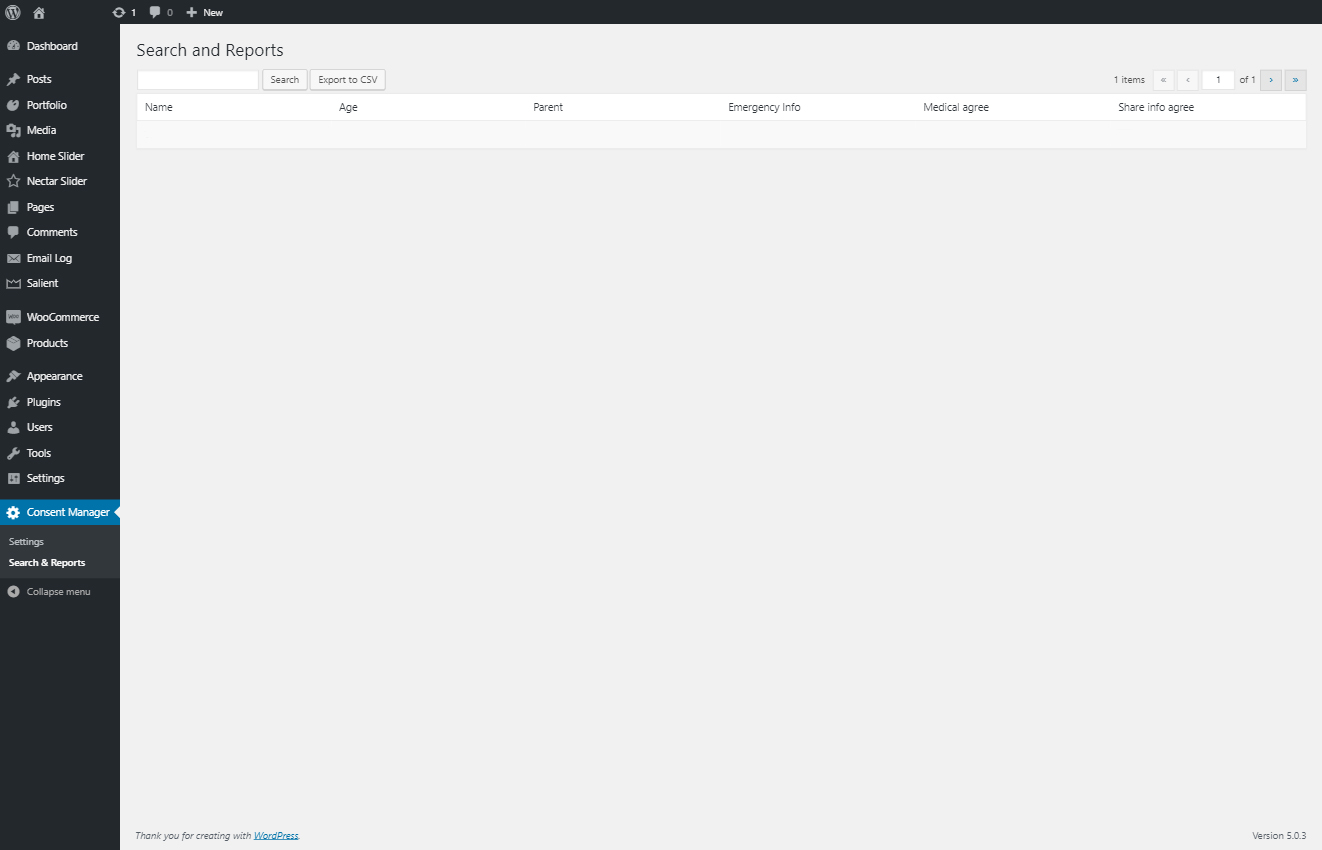 1 0 New
Dashboard
Posts
Portfolio
Media
Home Slider
Nectar Slider
Pages
Comments
Email Log
Salient
WooCommerce
Products
Appearance
Plugins
Users
Tools
Settings
Consent Manager
Settings
Search & Reports
Collapse menu
Search and Reports
Search Export to CSV 1 items « ‹ 1 of 1 › »
Name Age Parent Emergency Info Medical agree Share info agree
Thank you for creating with WordPress. Version 5.0.3